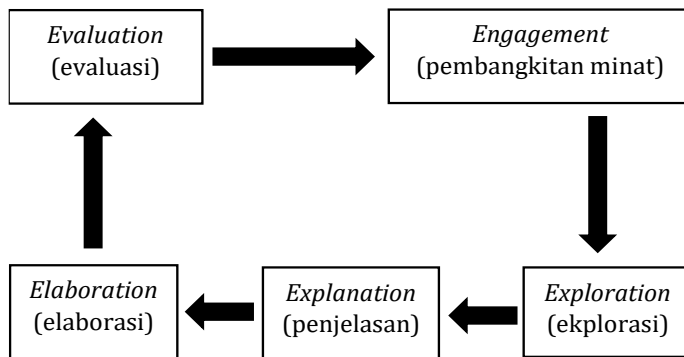 Evaluation
(evaluasi)
Engagement
(pembangkitan minat)
Elaboration
(elaborasi)
Explanation
(penjelasan)
Exploration
(ekplorasi)